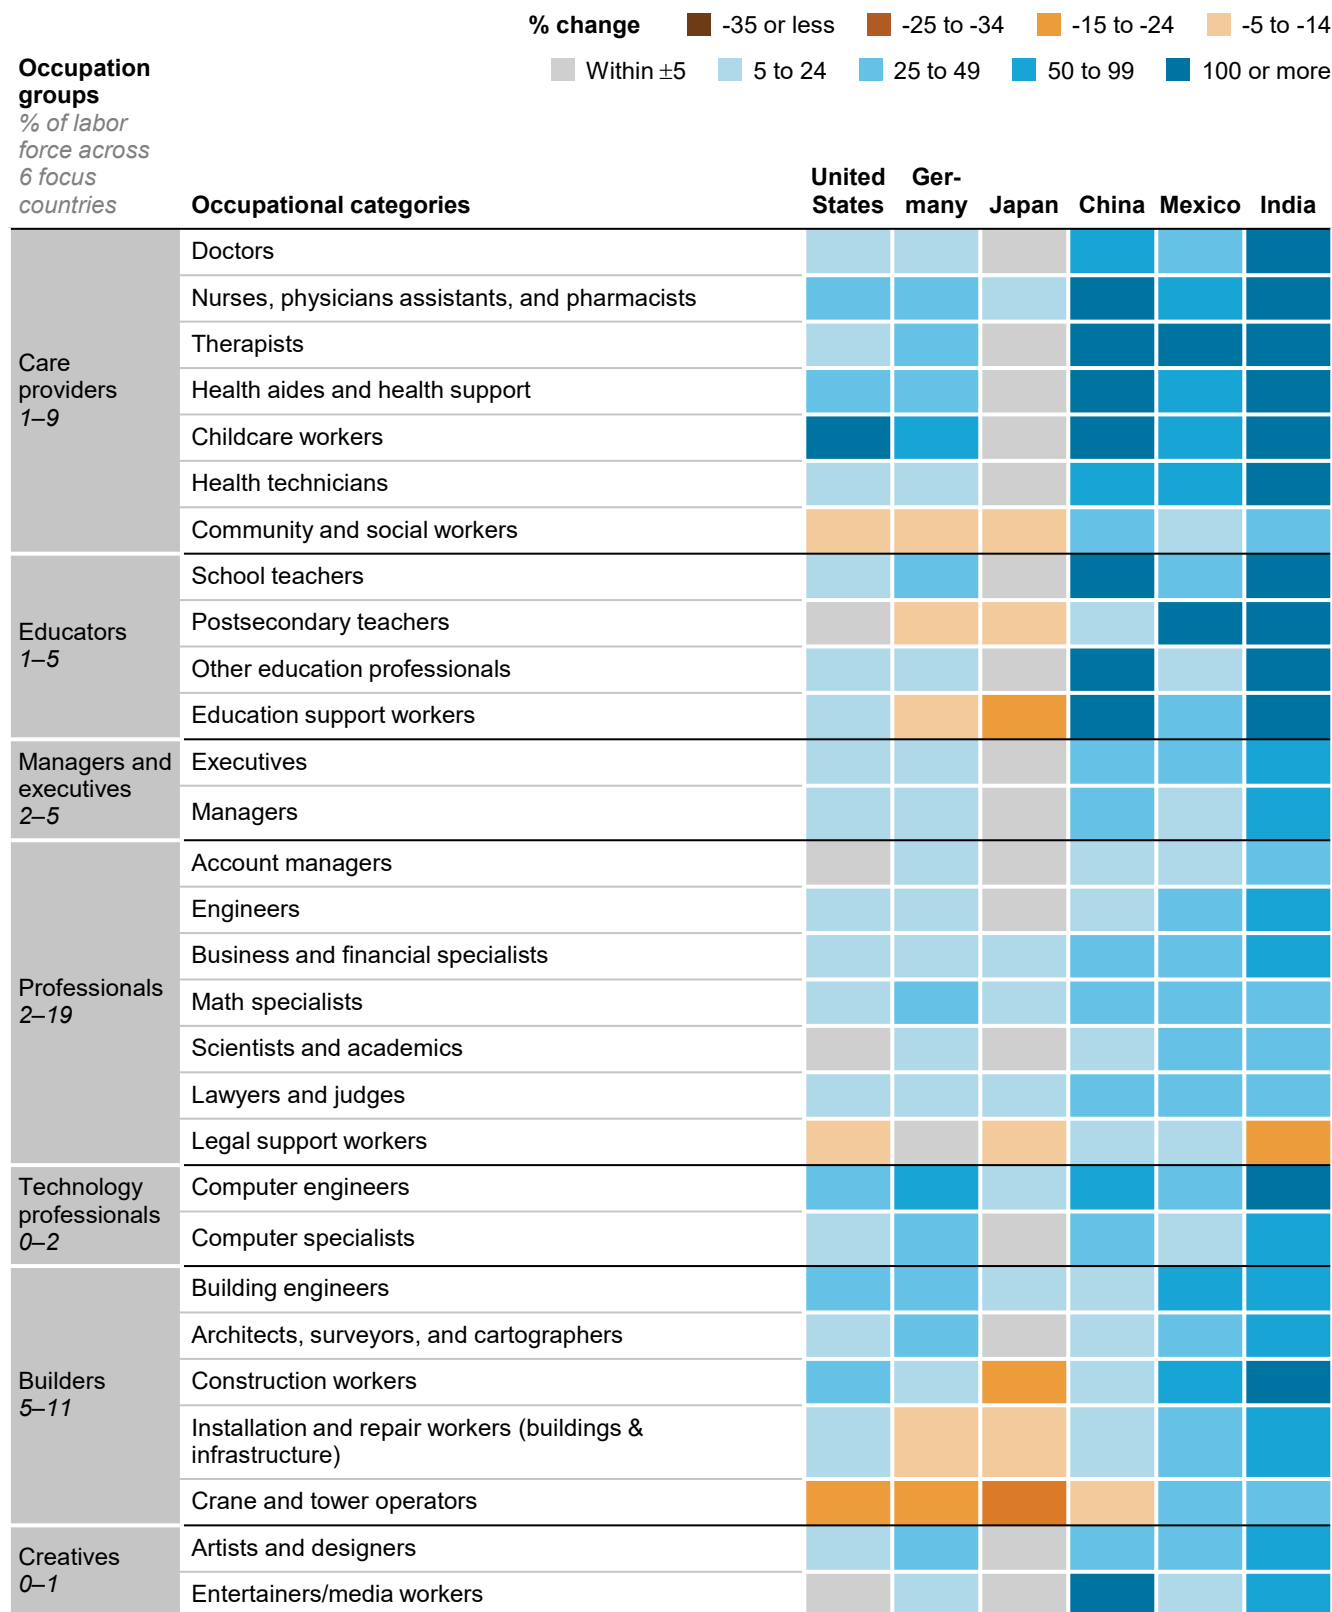 % change -35 or less -25 to -34 -15 to -24 -5 to -14
Within ±5 5 to 24 25 to 49 50 to 99 100 or more
Occupation
groups
% of labor
force across
6 focus
countries
Occupational categories
United
States
Ger-
many
Japan
China
Mexico
India
Care
providers
1–9
Doctors
Nurses, physicians assistants, and pharmacists
Therapists
Health aides and health support
Childcare workers
Health technicians
Community and social workers
Educators
1–5
School teachers
Postsecondary teachers
Other education professionals
Education support workers
Managers and
executives
2–5
Executives
Managers
Professionals
2–19
Account managers
Engineers
Business and financial specialists
Math specialists
Scientists and academics
Lawyers and judges
Legal support workers
Technology
professionals
0–2
Computer engineers
Computer specialists
Builders
5–11
Building engineers
Architects, surveyors, and cartographers
Construction workers
Installation and repair workers (buildings &
infrastructure)
Crane and tower operators
Creatives
0–1
Artists and designers
Entertainers/media workers